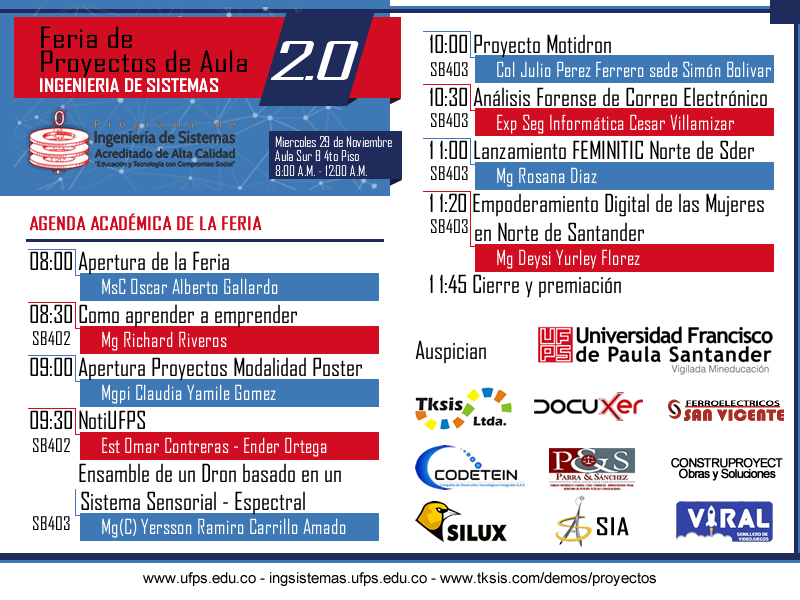 Feria de
Proyectos de Aula
INGENIERIA DE SISTEMAS
2.0
Programa de
Ingeniería de Sistemas
Acreditado de Alta Calidad
"Educación y Tecnología con Compromiso Social"
Miercoles 29 de Noviembre
Aula Sur B 4to Piso
8:00 A.M. - 12:00 A.M.
AGENDA ACADÉMICA DE LA FERIA
08:00 Apertura de la Feria
MsC Oscar Alberto Gallardo
08:30 Como aprender a emprender
SB402 Mg Richard Riveros
09:00 Apertura Proyectos Modalidad Poster
Mgpi Claudia Yamile Gomez
09:30 NotiUFPS
SB402 Est Omar Contreras - Ender Ortega
Ensamble de un Dron basado en un
Sistema Sensorial - Espectral
SB403 Mg(C) Yersson Ramiro Carrillo Amado
10:00 Proyecto Motidron
SB403 Col Julio Perez Ferrero sede Simón Bolivar
10:30 Análisis Forense de Correo Electrónico
SB403 Exp Seg Informática Cesar Villamizar
11:00 Lanzamiento FEMINITIC Norte de Sder
SB403 Mg Rosana Diaz
11:20 Empoderamiento Digital de las Mujeres
SB403 en Norte de Santander
Mg Deysi Yurley Florez
11:45 Cierre y premiación
Auspician
UFPS
Universidad Francisco
de Paula Santander
Vigilada Mineducación
Tksis
Ltda.
DOCUXer
FERROELECTRICOS
SAN VICENTE
CODETEIN
P&S
PARRA & SÁNCHEZ
CONSTRUPROYECT
Obras y Soluciones
SILUX
SIA
VIRAL
SEMILLERO DE
VIDEOJUEGOS
www.ufps.edu.co - ingsistemas.ufps.edu.co - www.tksis.com/demos/proyectos